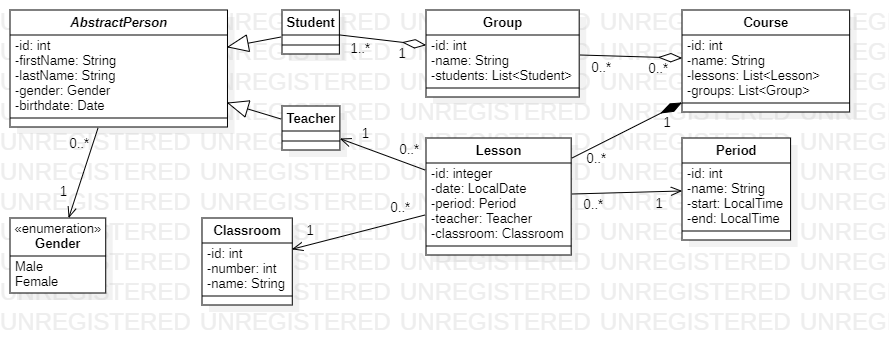 AbstractPerson
-id: int
-firstName: String
-lastName: String
-gender: Gender
-birthdate: Date
Student
1..*
1
Group
-id: int
-name: String
-students: List<Student>
0..*
0..*
Course
-id: int
-name: String
-lessons: List<Lesson>
-groups: List<Group>
1
Teacher
1
0..*
0..*
1
«enumeration»
Gender
Male
Female
Classroom
-id: int
-number: int
-name: String
1
0..*
Lesson
-id: integer
-date: LocalDate
-period: Period
-teacher: Teacher
-classroom: Classroom
0..*
0..*
1
Period
-id: int
-name: String
-start: LocalTime
-end: LocalTime
UNREGISTERED UNREGISTERED UNREGISTERED UNREGISTERED